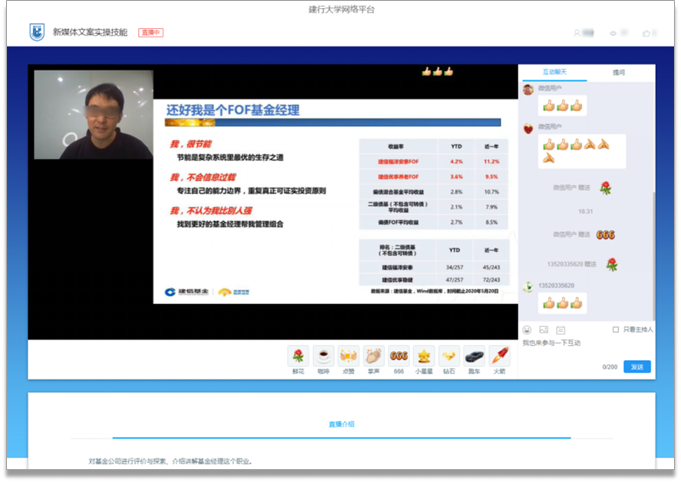 建行大学网络平台
新媒体文案实操技能
直播中
还好我是个FOF基金经理
我，很节能
节能是复杂系统里最优的生存之道
我，不会信息过载
专注自己的能力边界，重复真正可证实投资原则
我，不认为我比别人强
找到更好的基金经理帮我管理组合
收益率 YTD 近一年
建信福泽安泰FOF 4.2% 11.2%
建信优享养老FOF 3.6% 9.5%
偏债混合基金平均收益 2.8% 10.7%
二级债基（不包含可转债）
平均收益 2.1% 7.9%
偏债FOF平均收益 2.7% 8.5%
排名：二级债基
（不包含可转债） YTD 近一年
建信福泽安泰 34/257 45/243
建信优享稳健 47/257 72/243
数据来源：建信基金，Wind数据库，时间截止2020年5月20日
建信基金
互动聊天 提问
微信用户
微信用户
微信用户 赠送
16:31
微信用户 赠送 666
13520335620 赠送
13520335620
只看主持人
我也来参与一下互动
0/200 发送
鲜花 咖啡 点赞 掌声 666 小星星 钻石 跑车 火箭
直播介绍
对基金公司进行评价与探索、介绍讲解基金经理这个职业。